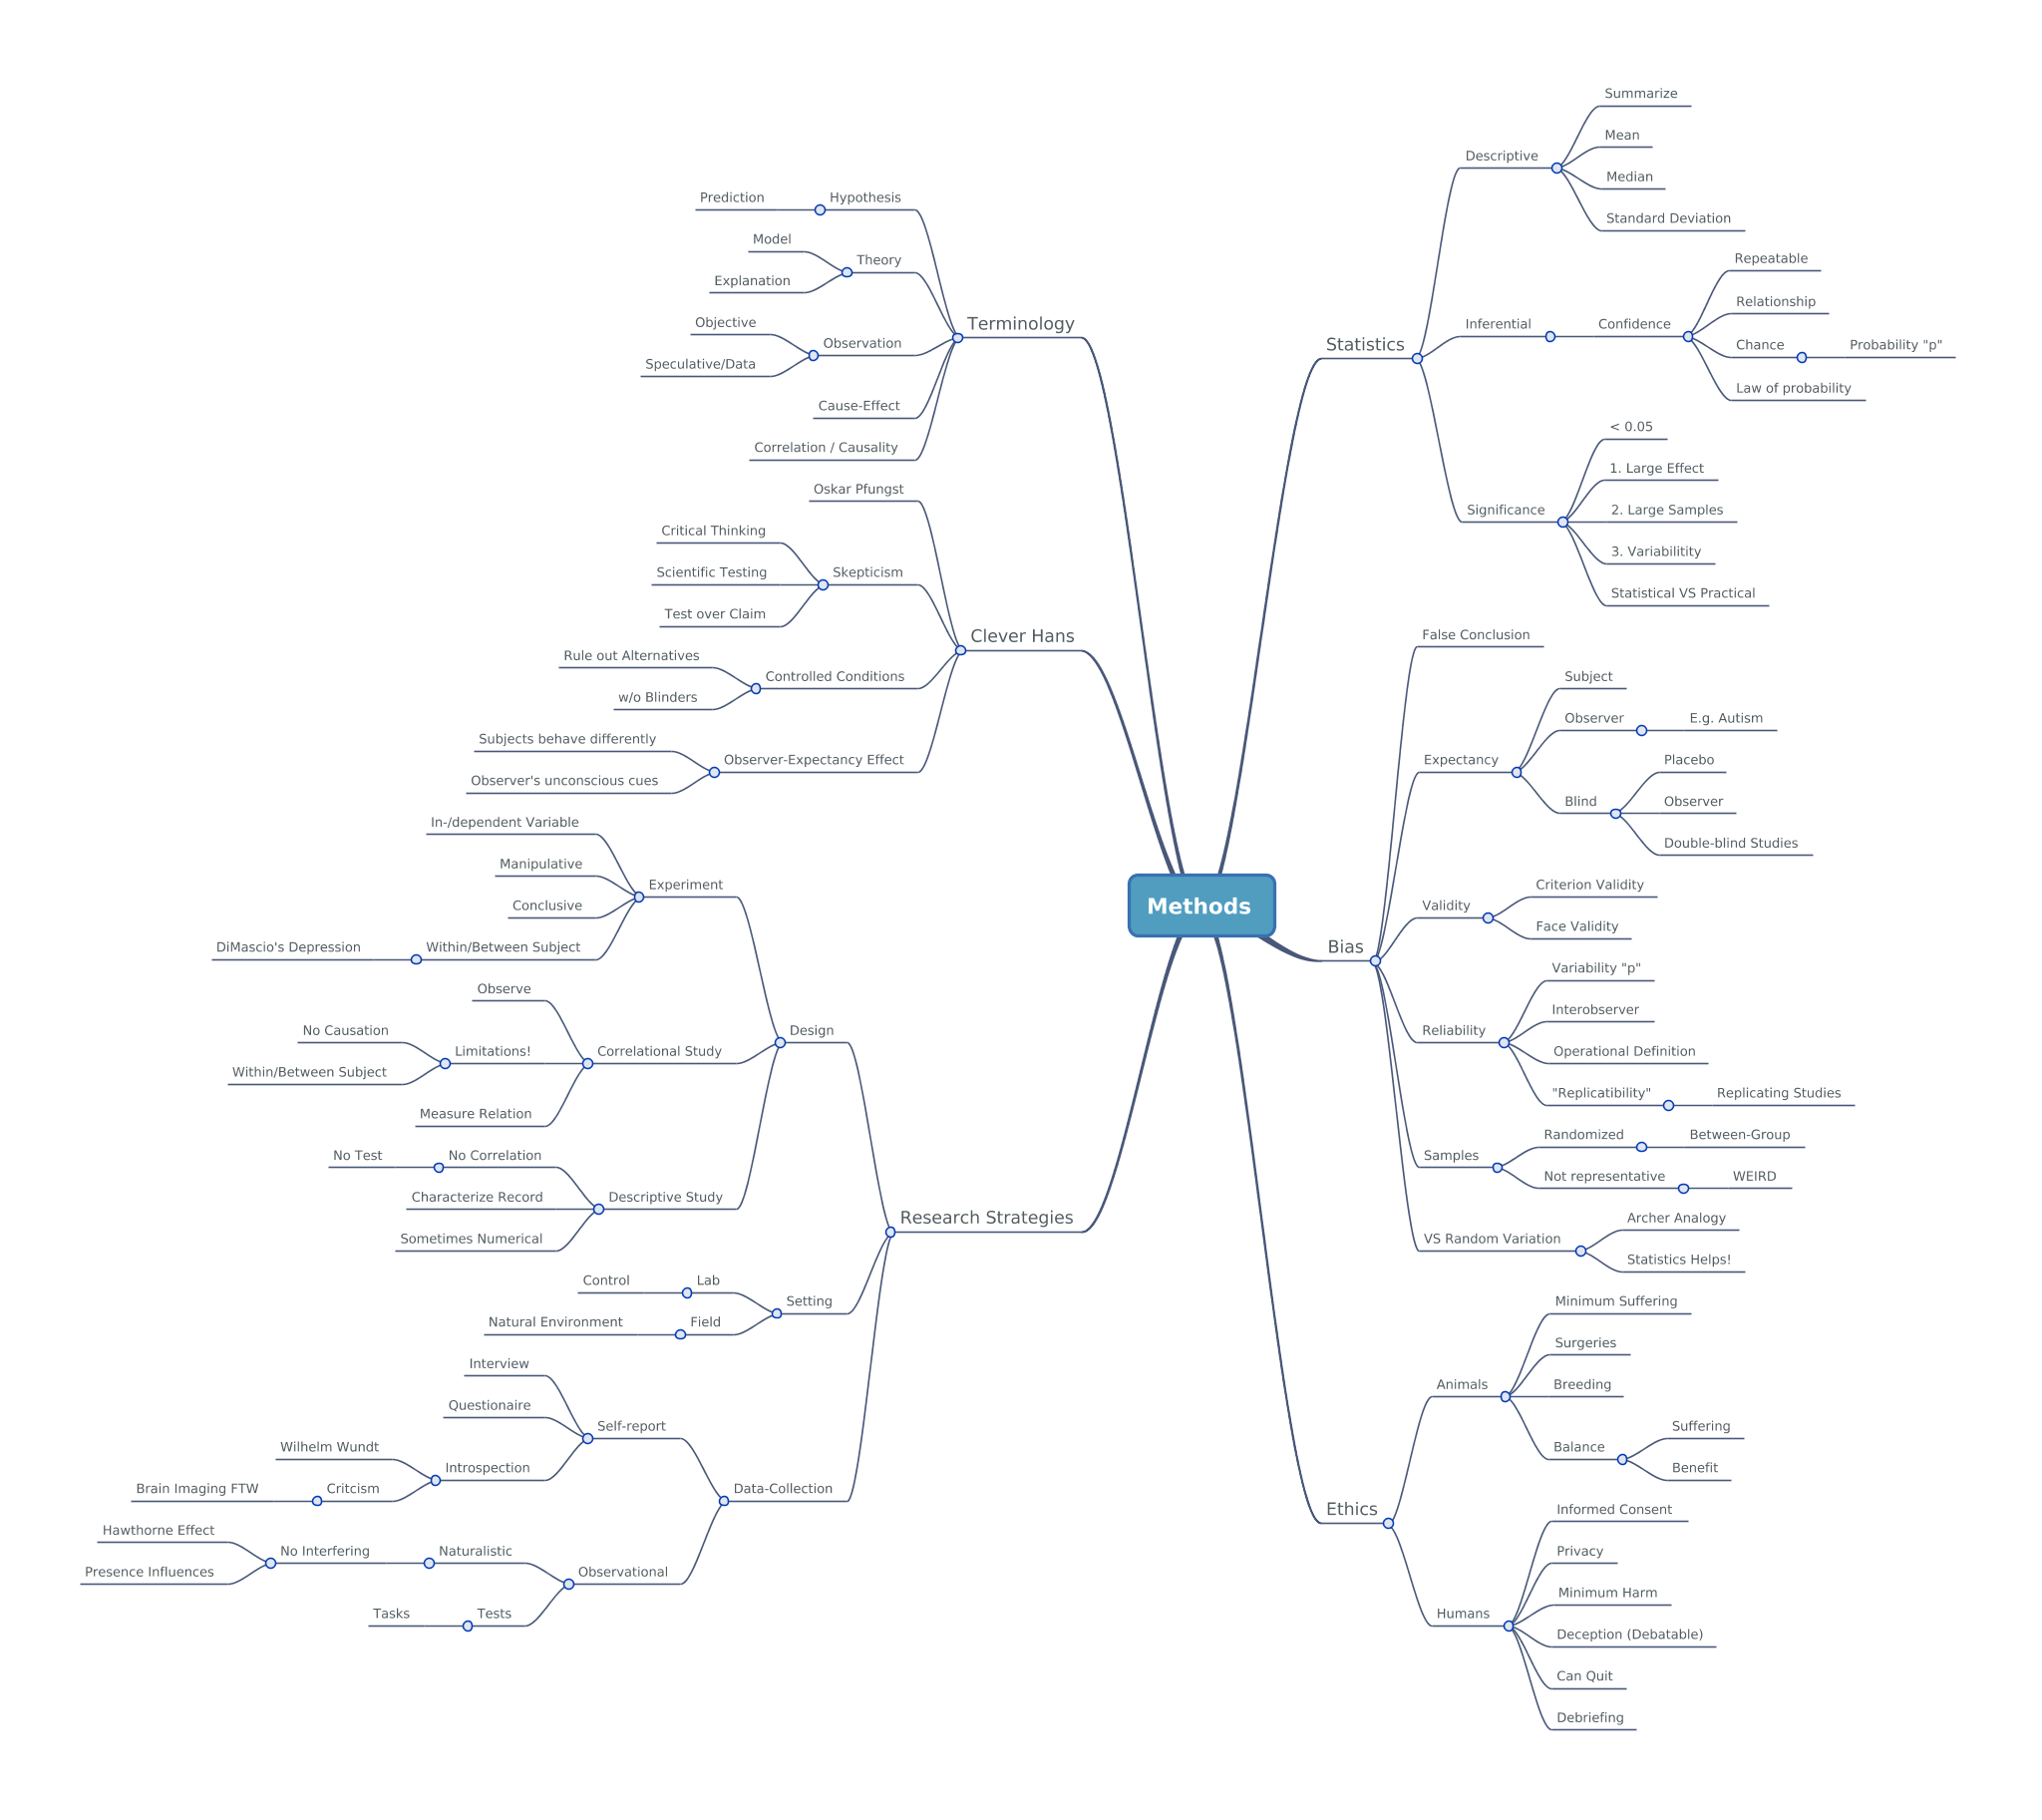 Methods
Terminology
Hypothesis
Prediction
Theory
Model
Explanation
Observation
Objective
Speculative/Data
Cause-Effect
Correlation / Causality
Clever Hans
Oskar Pfungst
Skepticism
Critical Thinking
Scientific Testing
Test over Claim
Controlled Conditions
Rule out Alternatives
w/o Blinders
Observer-Expectancy Effect
Subjects behave differently
Observer's unconscious cues
Research Strategies
Design
Experiment
In-/dependent Variable
Manipulative
Conclusive
Within/Between Subject
DiMascio's Depression
Correlational Study
Observe
Limitations!
No Causation
Within/Between Subject
Measure Relation
Descriptive Study
No Correlation
No Test
Characterize Record
Sometimes Numerical
Setting
Lab
Control
Field
Natural Environment
Data-Collection
Self-report
Interview
Questionaire
Introspection
Wilhelm Wundt
Critcism
Brain Imaging FTW
Observational
Naturalistic
No Interfering
Hawthorne Effect
Presence Influences
Tests
Tasks
Statistics
Descriptive
Summarize
Mean
Median
Standard Deviation
Inferential
Confidence
Repeatable
Relationship
Chance
Probability "p"
Law of probability
Significance
< 0.05
1. Large Effect
2. Large Samples
3. Variabilitity
Statistical VS Practical
Bias
False Conclusion
Expectancy
Subject
Observer
E.g. Autism
Blind
Placebo
Observer
Double-blind Studies
Validity
Criterion Validity
Face Validity
Reliability
Variability "p"
Interobserver
Operational Definition
"Replicatibility"
Replicating Studies
Samples
Randomized
Between-Group
Not representative
WEIRD
VS Random Variation
Archer Analogy
Statistics Helps!
Ethics
Animals
Minimum Suffering
Surgeries
Breeding
Balance
Suffering
Benefit
Humans
Informed Consent
Privacy
Minimum Harm
Deception (Debatable)
Can Quit
Debriefing